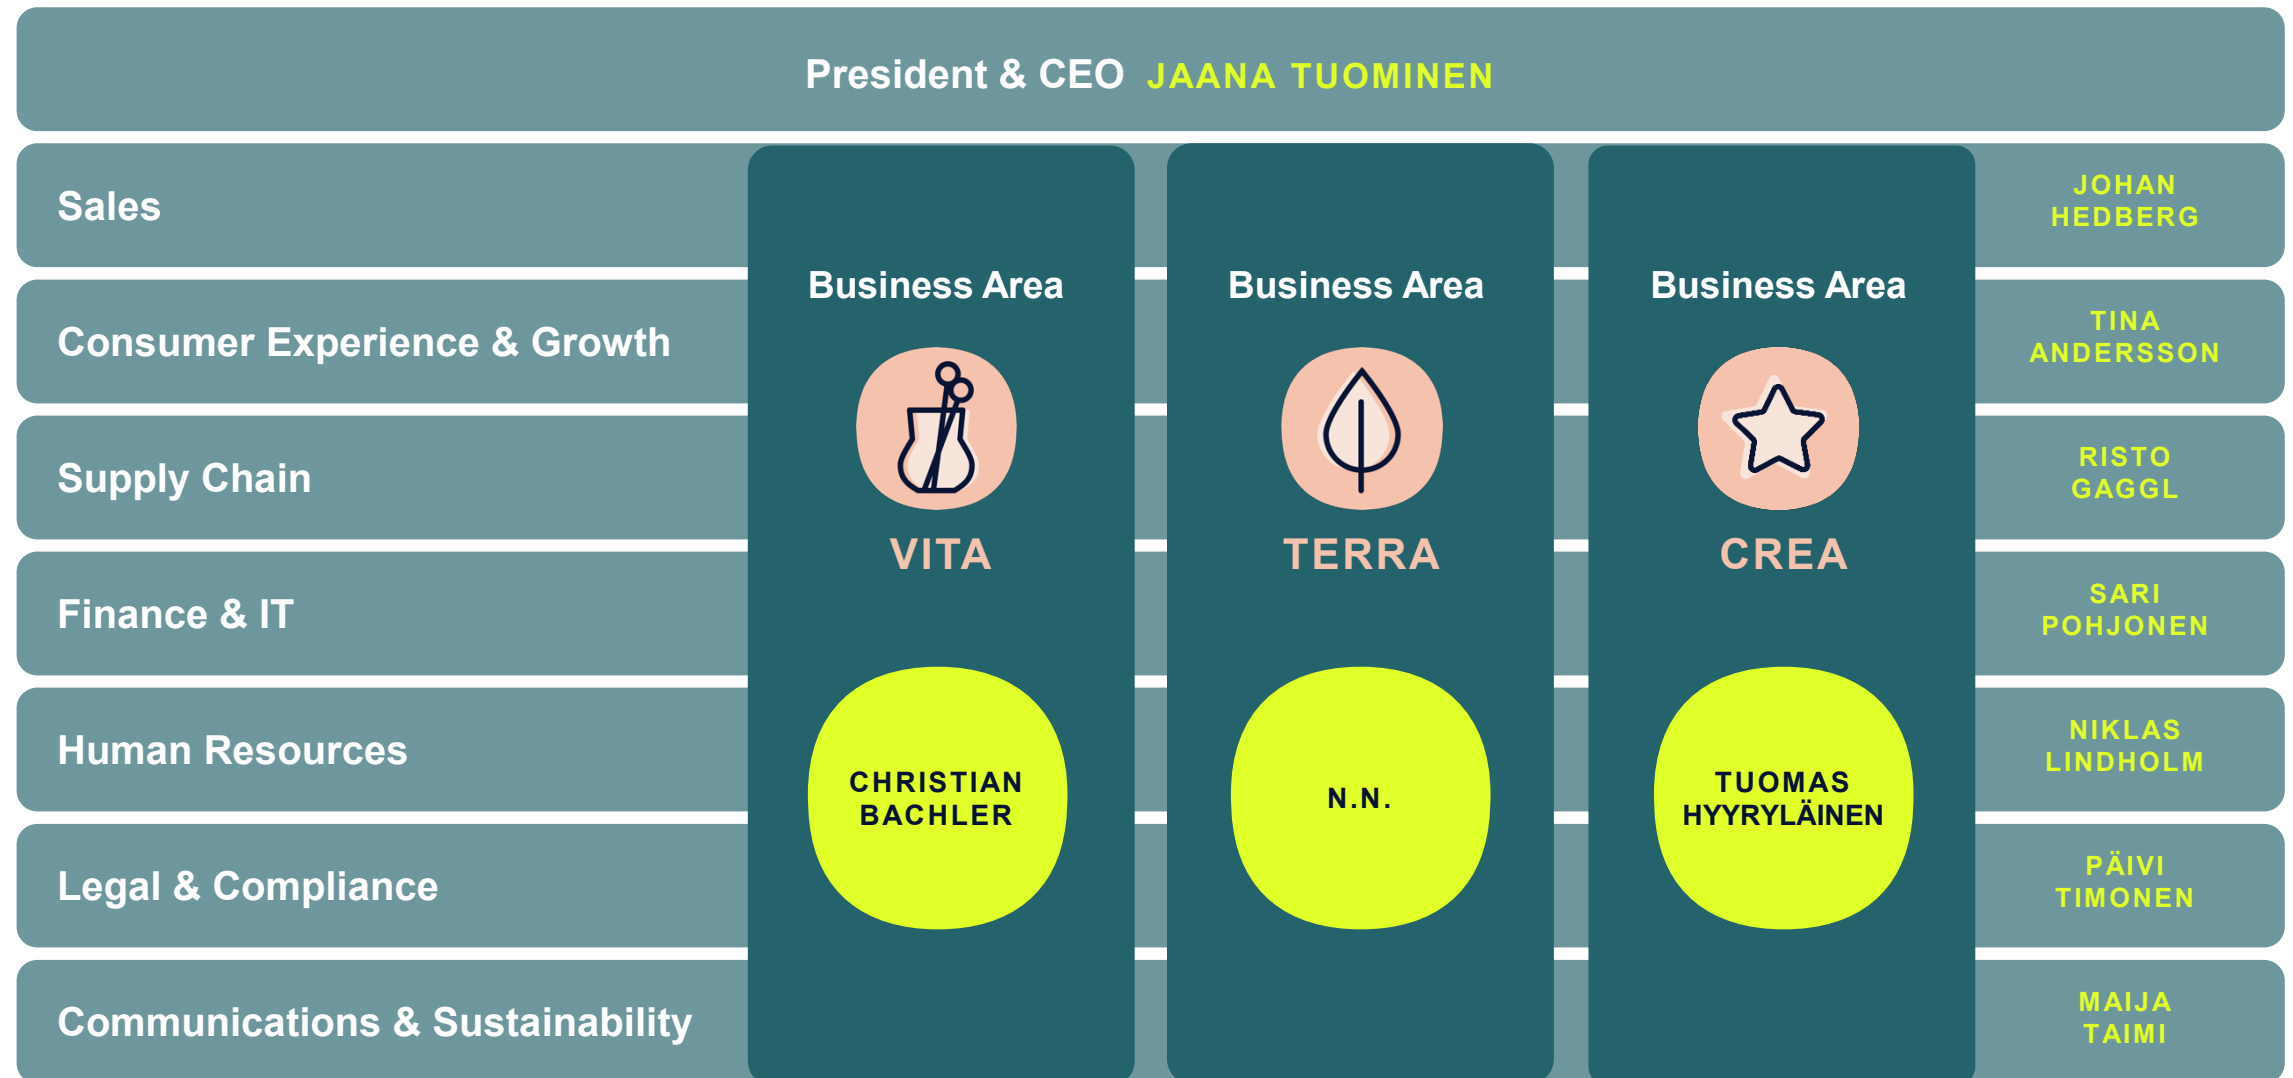 President & CEO JAANA TUOMINEN
Sales
JOHAN
HEDBERG
Business Area
Business Area
Business Area
Consumer Experience & Growth
TINA
ANDERSSON
Supply Chain
RISTO
GAGGL
VITA
TERRA
CREA
Finance & IT
SARI
POHJONEN
Human Resources
NIKLAS
LINDHOLM
CHRISTIAN
BACHLER
N.N.
TUOMAS
HYYRYLÄINEN
Legal & Compliance
PÄIVI
TIMONEN
Communications & Sustainability
MAIJA
TAIMI